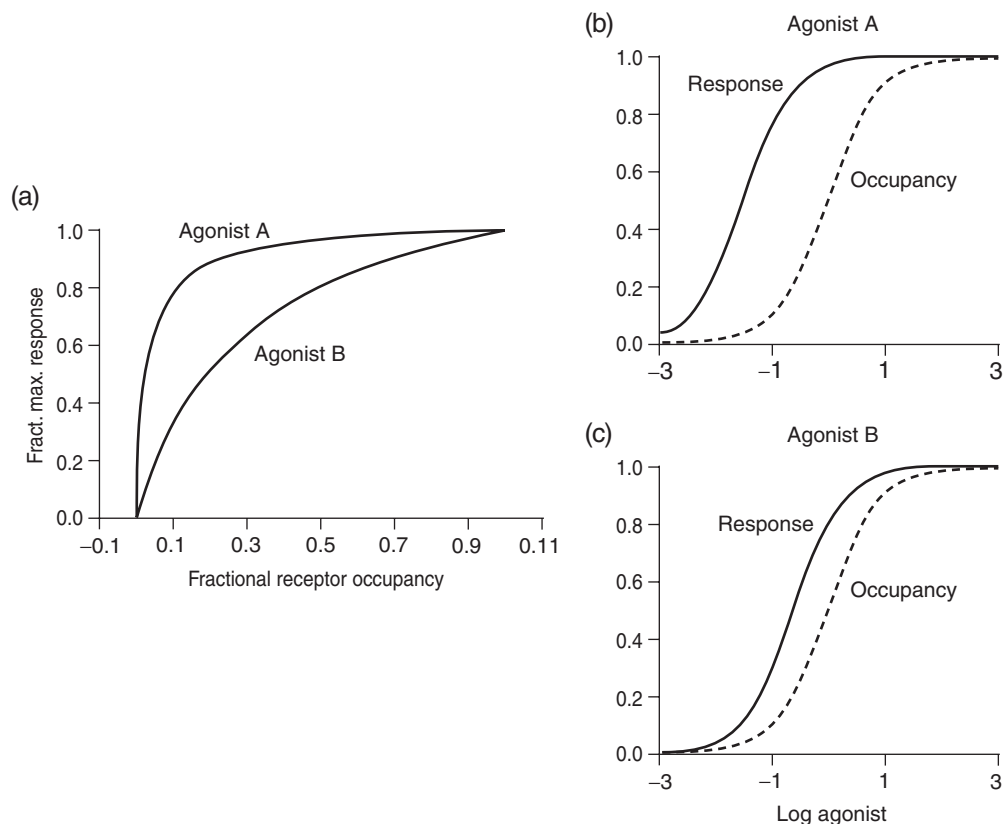 (a)
Fract. max. response
1.0
0.8
0.6
0.4
0.2
0.0
Agonist A
Agonist B
–0.1 0.1 0.3 0.5 0.7 0.9 0.11
Fractional receptor occupancy
(b)
Agonist A
1.0
0.8
0.6
0.4
0.2
0.0
Response
Occupancy
–3 –1 1 3
(c)
Agonist B
1.0
0.8
0.6
0.4
0.2
0.0
Response
Occupancy
–3 –1 1 3
Log agonist